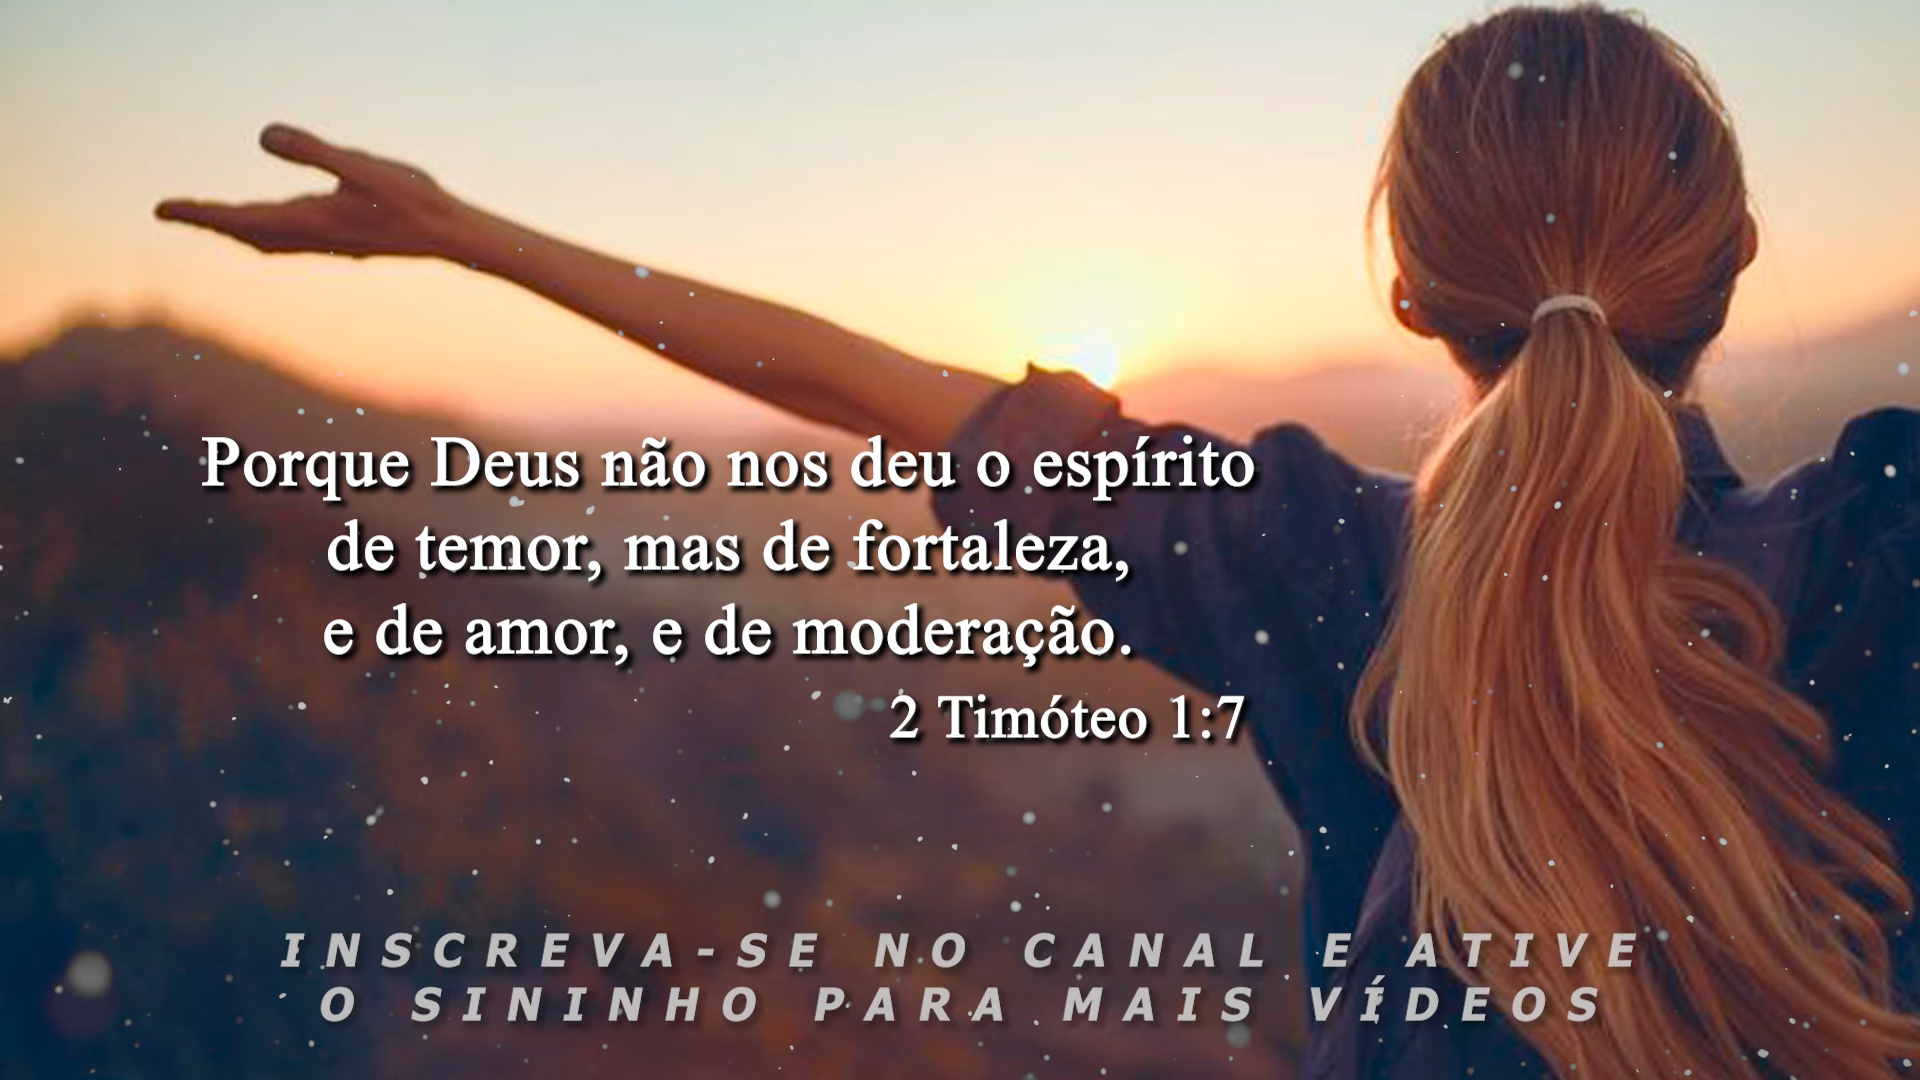 Porque Deus não nos deu o espírito
de temor, mas de fortaleza,
e de amor, e de moderação.
2 Timóteo 1:7
INSCREVA-SE NO CANAL E ATIVE
O SININHO PARA MAIS VÍDEOS